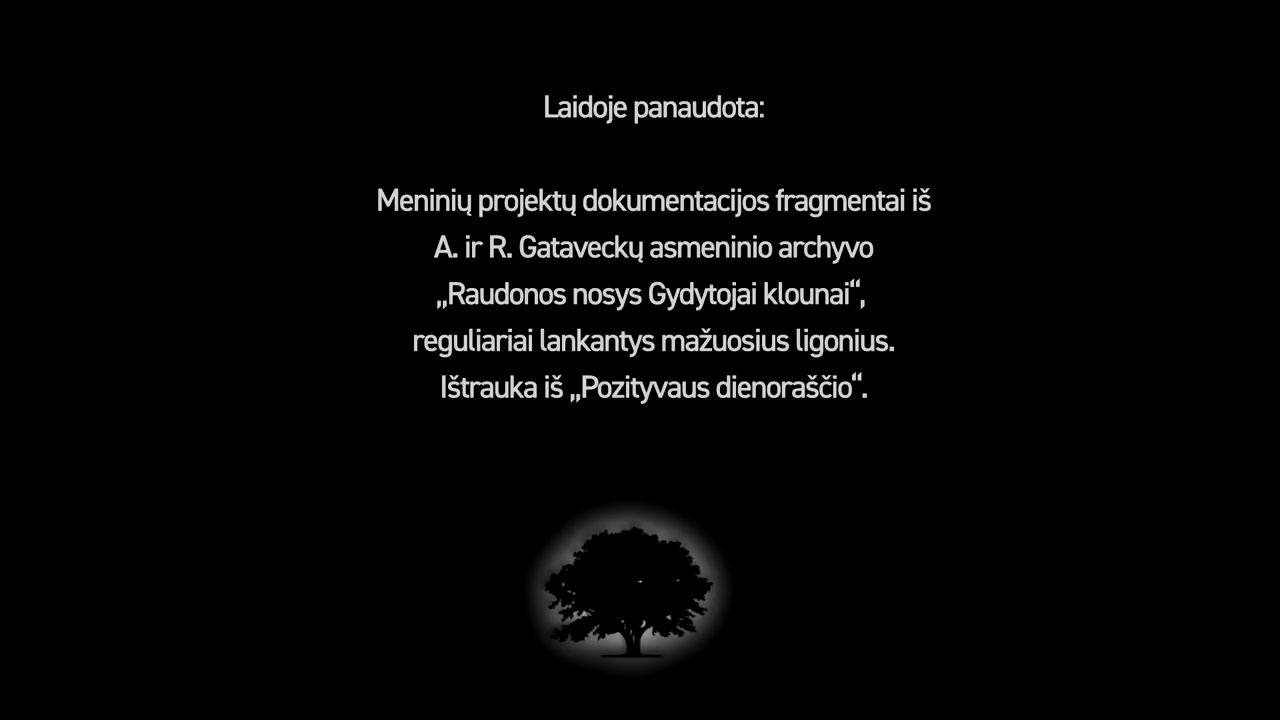 Laidoje panaudota:
Meninių projektų dokumentacijos fragmentai iš
A. ir R. Gataveckų asmeninio archyvo
„Raudonos nosys Gydytojai klounai“,
reguliariai lankantys mažuosius ligonius.
Ištrauka iš „Pozityvaus dienoraščio“.